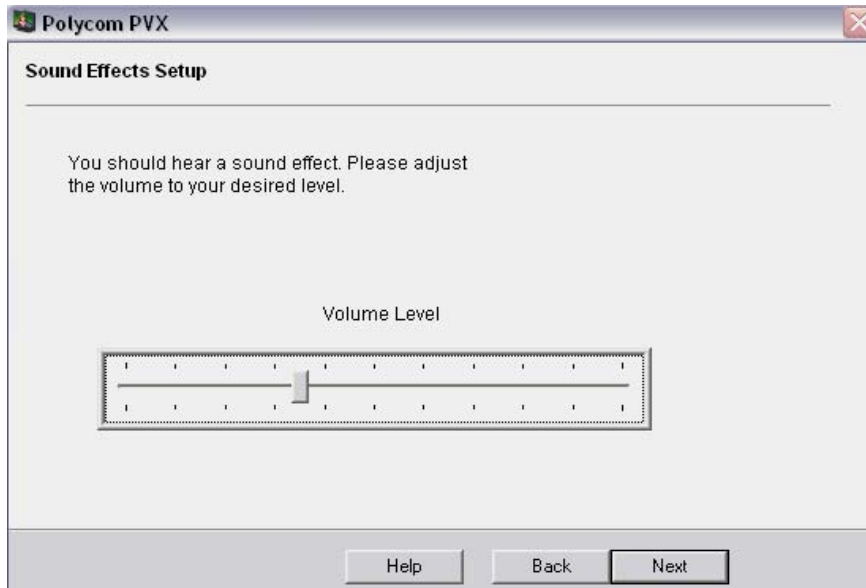 Polycom PVX
Sound Effects Setup
You should hear a sound effect. Please adjust
the volume to your desired level.
Volume Level
Help Back Next